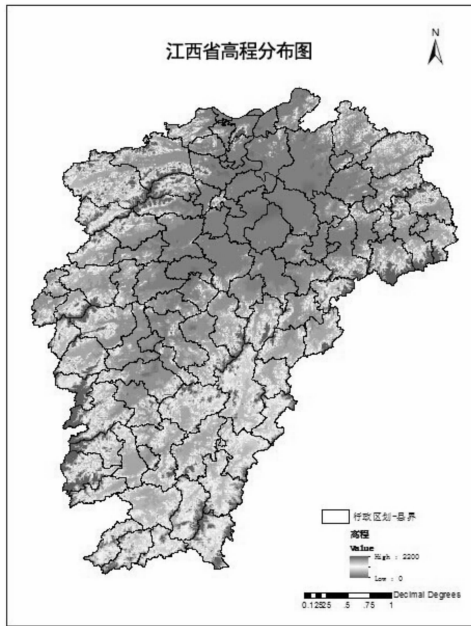 江西省高程分布图
N
行政区划-县界
高程
Value
High : 2200
Low : 0
Decimal Degrees
0.12525 .5 .75 1